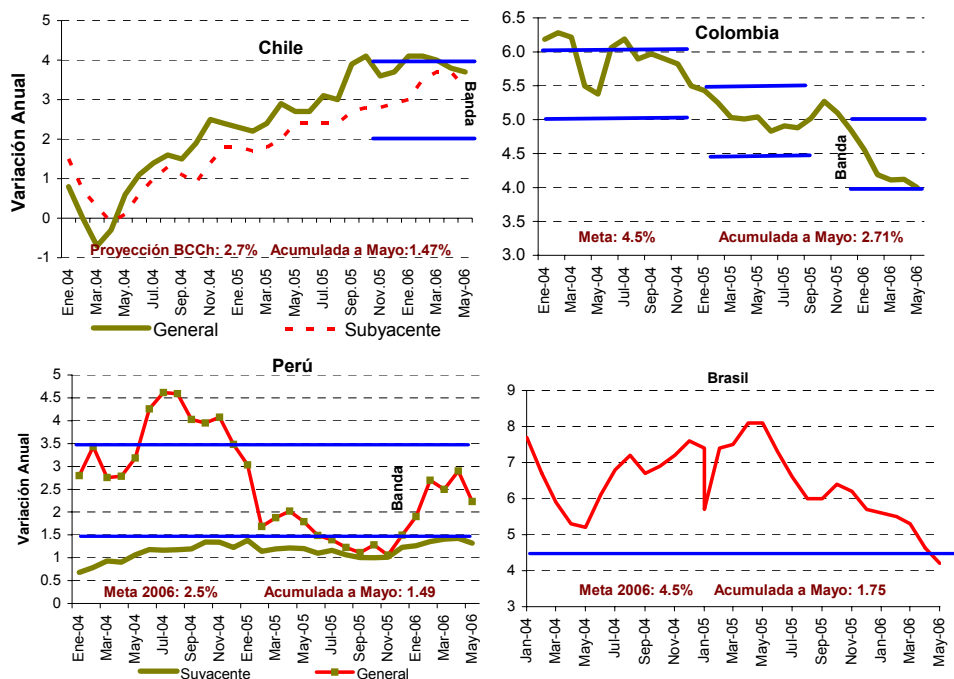 Chile
Variación Anual
5
4
3
2
1
0
-1
Banda
Proyección BCCh: 2.7% Acumulada a Mayo:1.47%
Ene.04 Mar.04 May.04 Jul.04 Sep.04 Nov.04 Ene.05 Mar.05 May.05 Jul.05 Sep.05 Nov.05 Ene.06 Mar.06 May-06
General Subyacente
Colombia
6.5
6.0
5.5
5.0
4.5
4.0
3.5
3.0
Banda
Meta: 4.5% Acumulada a Mayo: 2.71%
Ene-04 Mar-04 May-04 Jul-04 Sep-04 Nov-04 Ene-05 Mar-05 May-05 Jul-05 Sep-05 Nov-05 Ene-06 Mar-06 May-06
Perú
Variación Anual
5
4.5
4
3.5
3
2.5
2
1.5
1
0.5
0
Banda
Meta 2006: 2.5% Acumulada a Mayo: 1.49
Ene-04 Mar-04 May-04 Jul-04 Sep-04 Nov-04 Ene-05 Mar-05 May-05 Jul-05 Sep-05 Nov-05 Ene-06 Mar-06 May-06
Suyacente General
Brasil
9
8
7
6
5
4
3
Meta 2006: 4.5% Acumulada a Mayo: 1.75
Jan-04 Mar-04 May-04 Jul-04 Sep-04 Nov-04 Jan-05 Mar-05 May-05 Jul-05 Sep-05 Nov-05 Jan-06 Mar-06 May-06